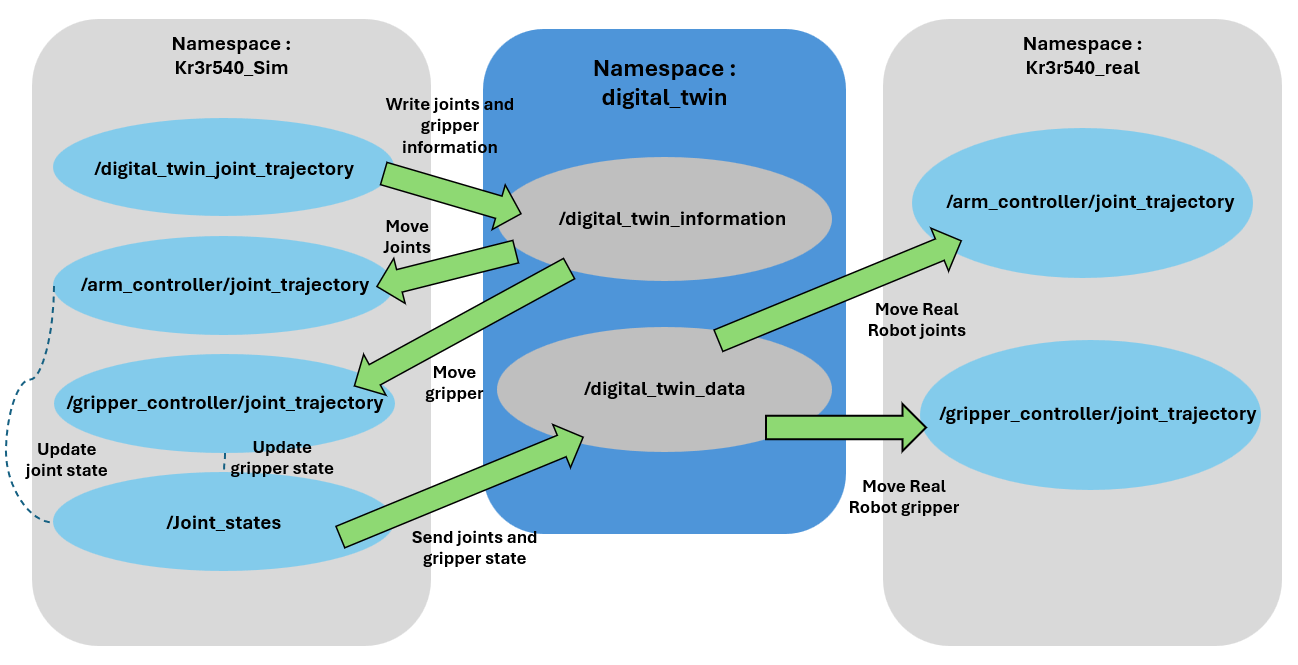 Namespace :
Kr3r540_Sim
/digital_twin_joint_trajectory
/arm_controller/joint_trajectory
/gripper_controller/joint_trajectory
Update
joint state
Update
gripper state
/Joint_states
Write joints and
gripper
information
Move
Joints
Move
gripper
Send joints and
gripper state
Namespace :
digital_twin
/digital_twin_information
/digital_twin_data
Namespace :
Kr3r540_real
/arm_controller/joint_trajectory
Move Real
Robot joints
/gripper_controller/joint_trajectory
Move Real
Robot gripper